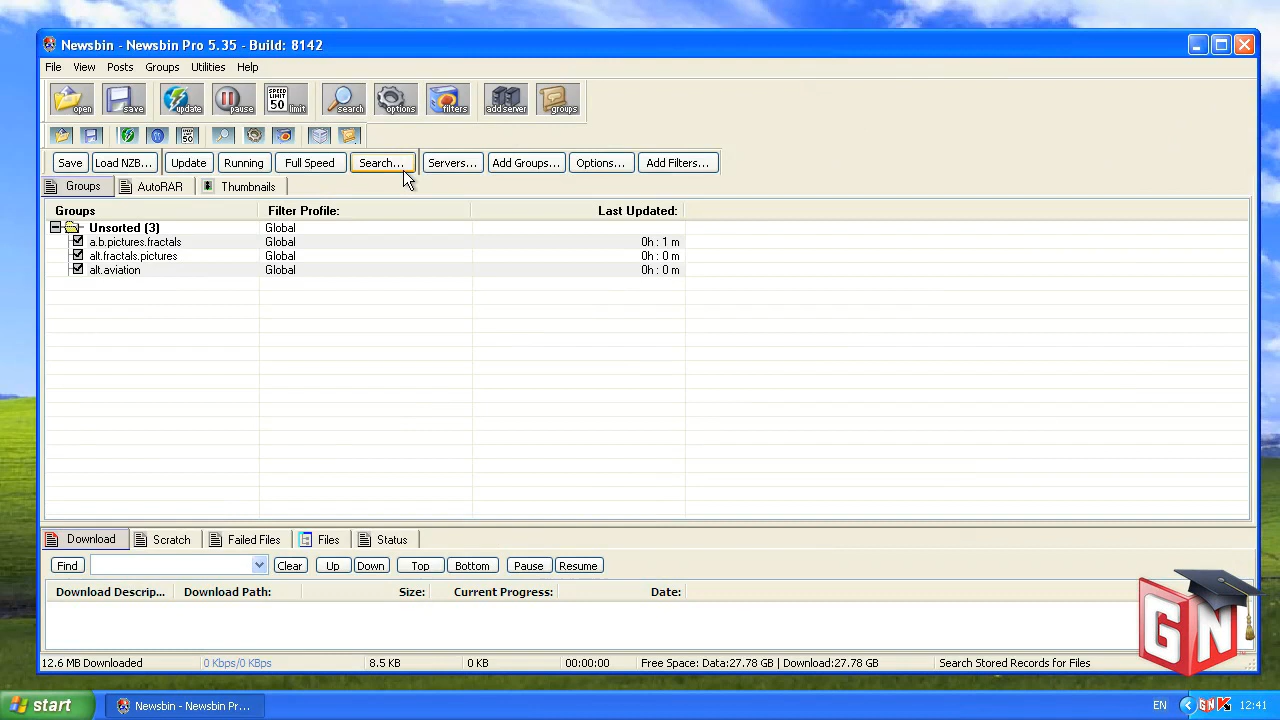 Newsbin - Newsbin Pro 5.35 - Build: 8142
File View Posts Groups Utilities Help
open save update pause SPEED LIMIT 50 limit search options filters add server groups
50
Save Load NZB... Update Running Full Speed Search... Servers... Add Groups... Options... Add Filters...
Groups AutoRAR Thumbnails
Groups Filter Profile: Last Updated:
Unsorted (3) Global
a.b.pictures.fractals Global 0h : 1 m
alt.fractals.pictures Global 0h : 0 m
alt.aviation Global 0h : 0 m
Download Scratch Failed Files Files Status
Find Clear Up Down Top Bottom Pause Resume
Download Descrip... Download Path: Size: Current Progress: Date:
GN
12.6 MB Downloaded 0 Kbps/0 KBps 8.5 KB 0 KB 00:00:00 Free Space: Data:27.78 GB | Download:27.78 GB Search Stared Records for Files
start Newsbin - Newsbin Pr... EN GN 12:41